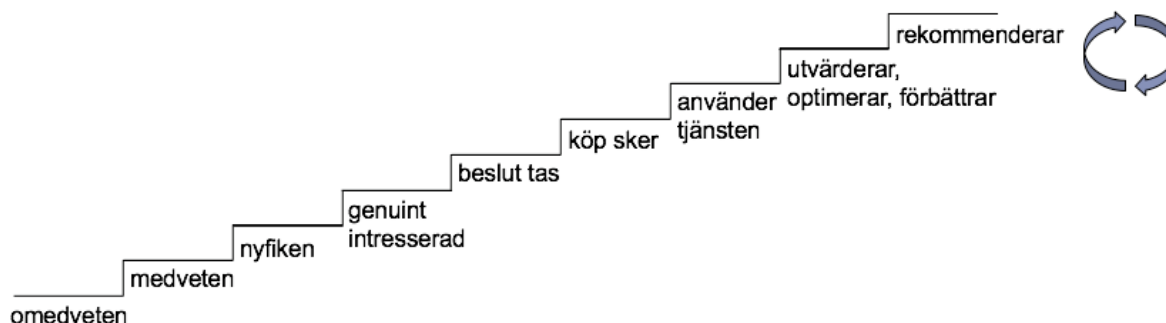 omedveten
medveten
nyfiken
genuint
intresserad
beslut tas
köp sker
använder
tjänsten
utvärderar,
optimerar, förbättrar
rekommenderar